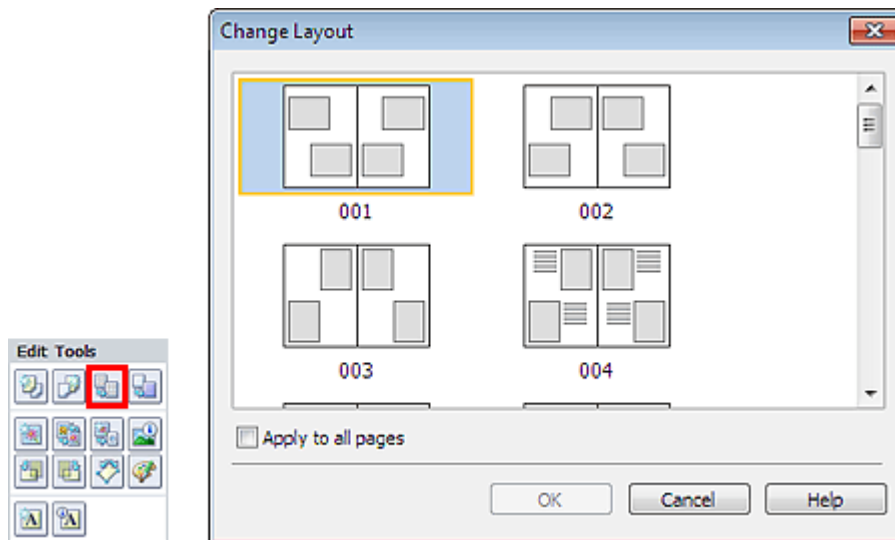 Change Layout
001 002
003 004
Apply to all pages
OK Cancel Help
Edit Tools
A A